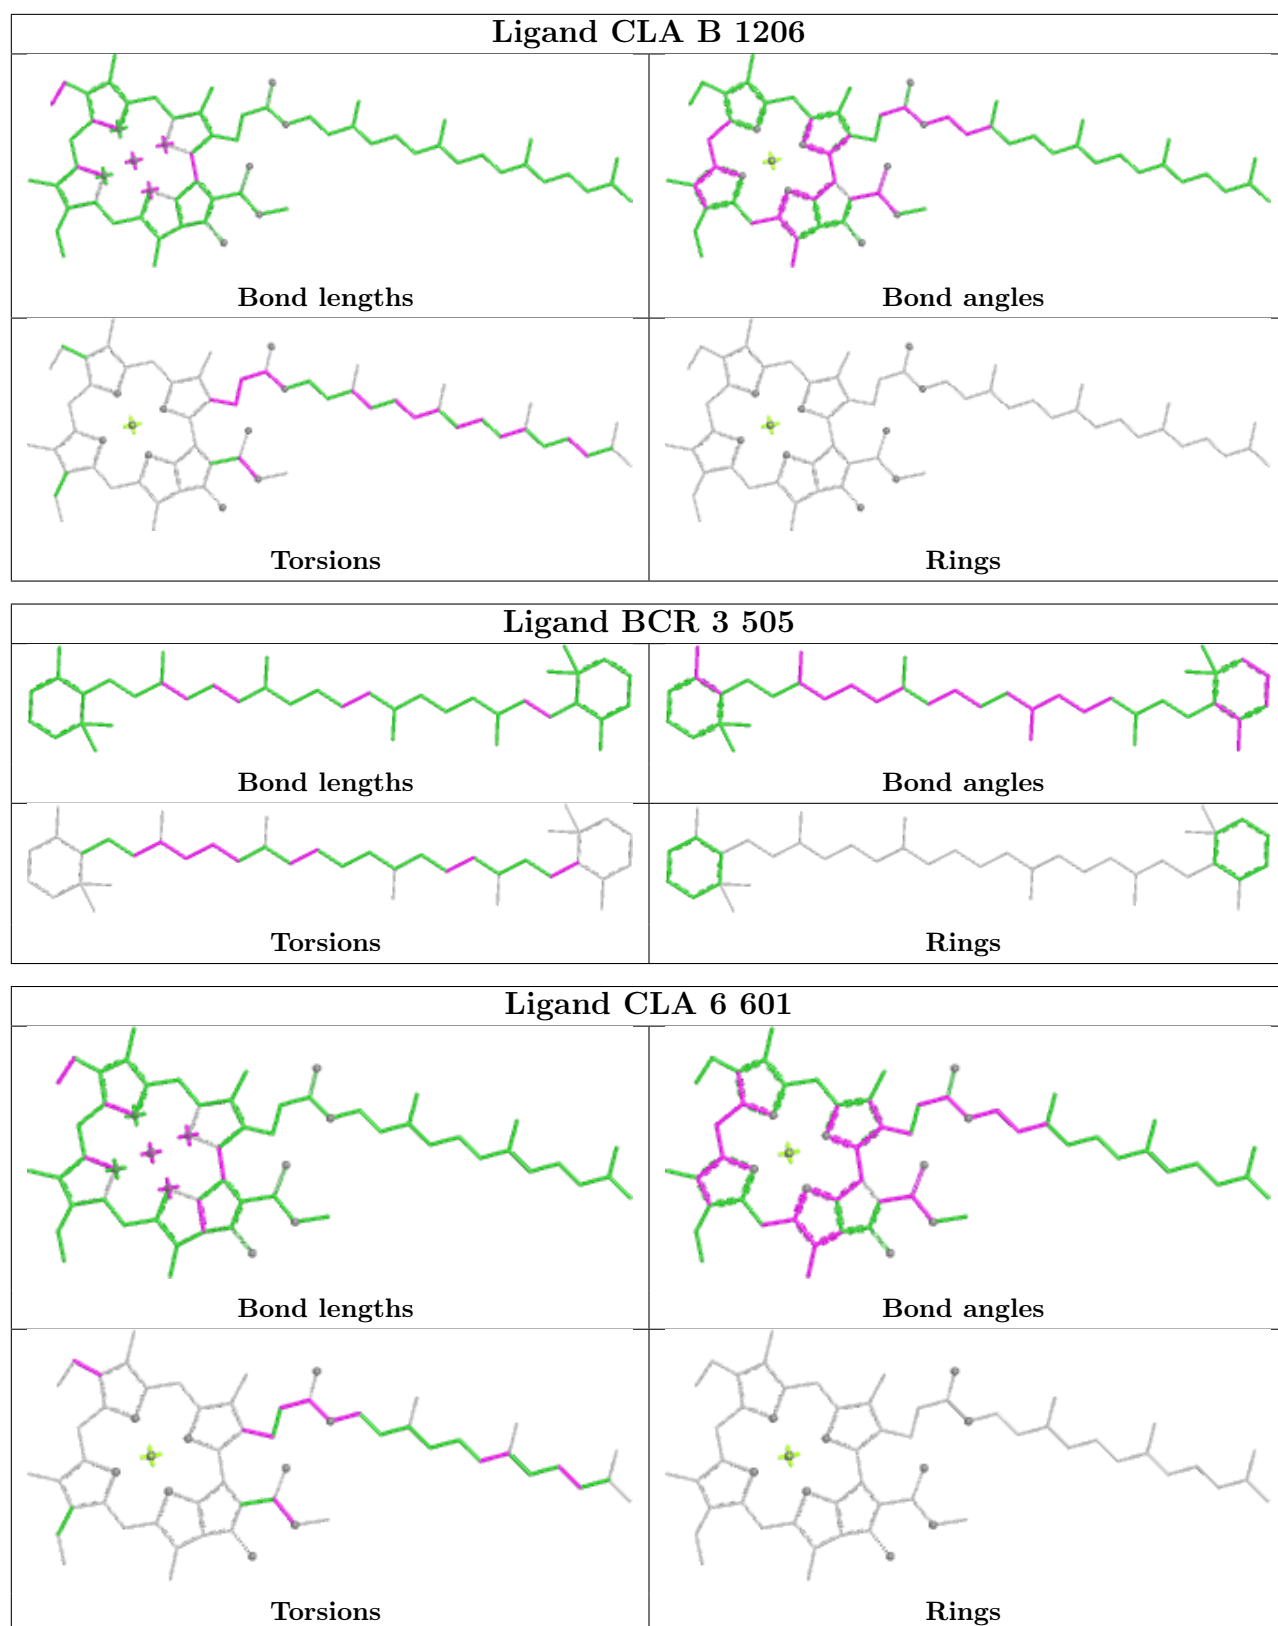 Ligand CLA B 1206
Bond lengths
Bond angles
Torsions
Rings
Ligand BCR 3 505
Bond lengths
Bond angles
Torsions
Rings
Ligand CLA 6 601
Bond lengths
Bond angles
Torsions
Rings